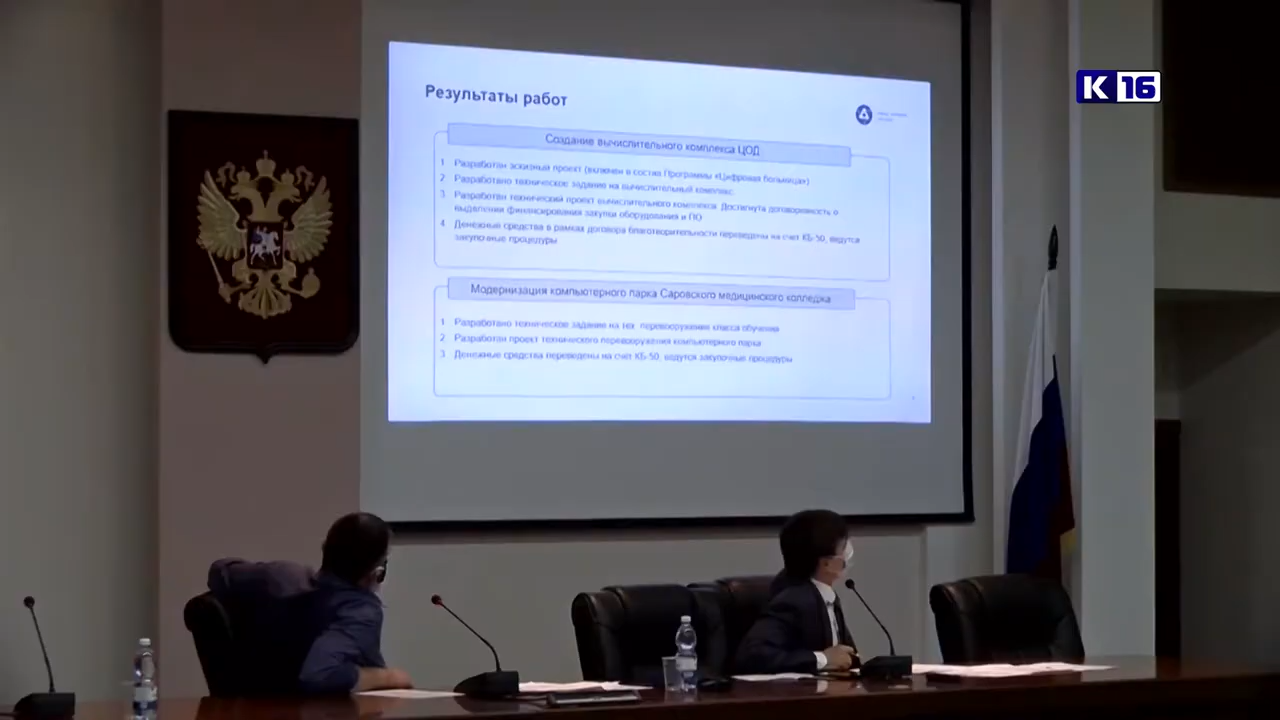 К 16
Результаты работ
Создание вычислительного комплекса ЦОД
1 Разработан эскизный проект (включен в состав Программы «Цифровая больница»)
2 Разработано техническое задание на вычислительный комплекс.
3 Разработан технический проект вычислительного комплекса. Достигнута договоренность о
выделении финансирования закупки оборудования и ПО
4 Денежные средства в рамках договора благотворительности переведены на счет КБ-50, ведутся
закупочные процедуры
Модернизация компьютерного парка Саровского медицинского колледжа
1 Разработано техническое задание на тех. перевооружение класса обучения
2 Разработан проект технического перевооружения компьютерного парка
3 Денежные средства переведены на счет КБ-50, ведутся закупочные процедуры